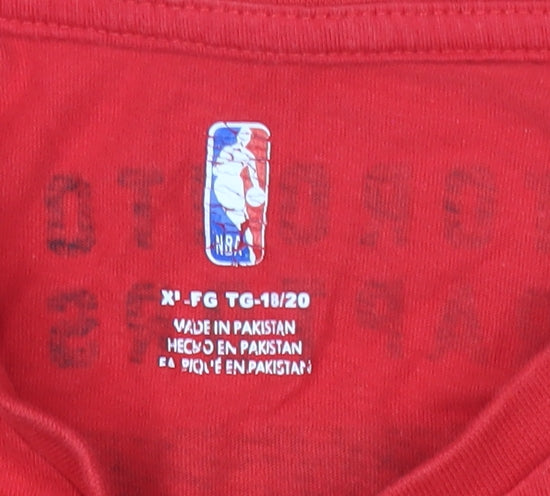 NBA
XL-FG TG-18/20
MADE IN PAKISTAN
HECHO EN PAKISTAN
FABRIQUÉ EN PAKISTAN